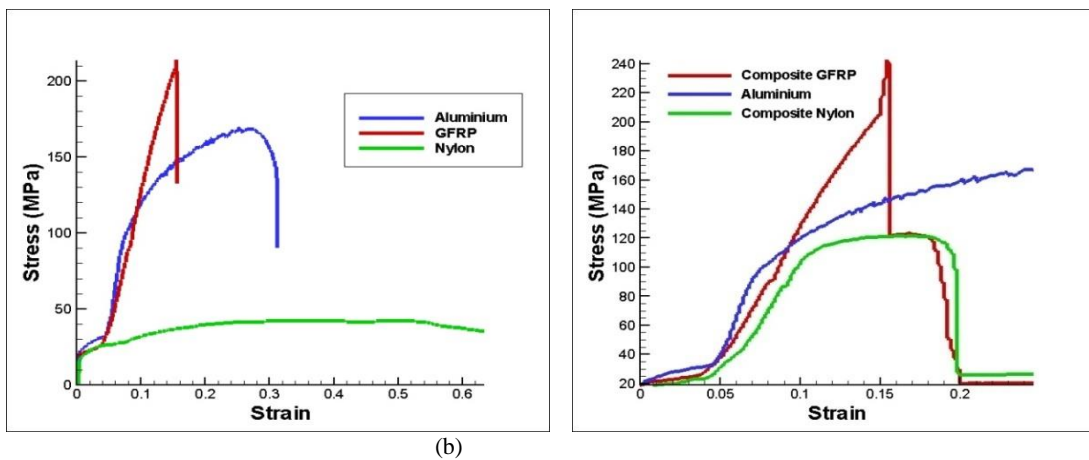 200
150
100
50
0
Stress (MPa)
Aluminium
GFRP
Nylon
0 0.1 0.2 0.3 0.4 0.5 0.6
Strain
240
220
200
180
160
140
120
100
80
60
40
20
Stress (MPa)
Composite GFRP
Aluminium
Composite Nylon
0 0.05 0.1 0.15 0.2
Strain
(b)